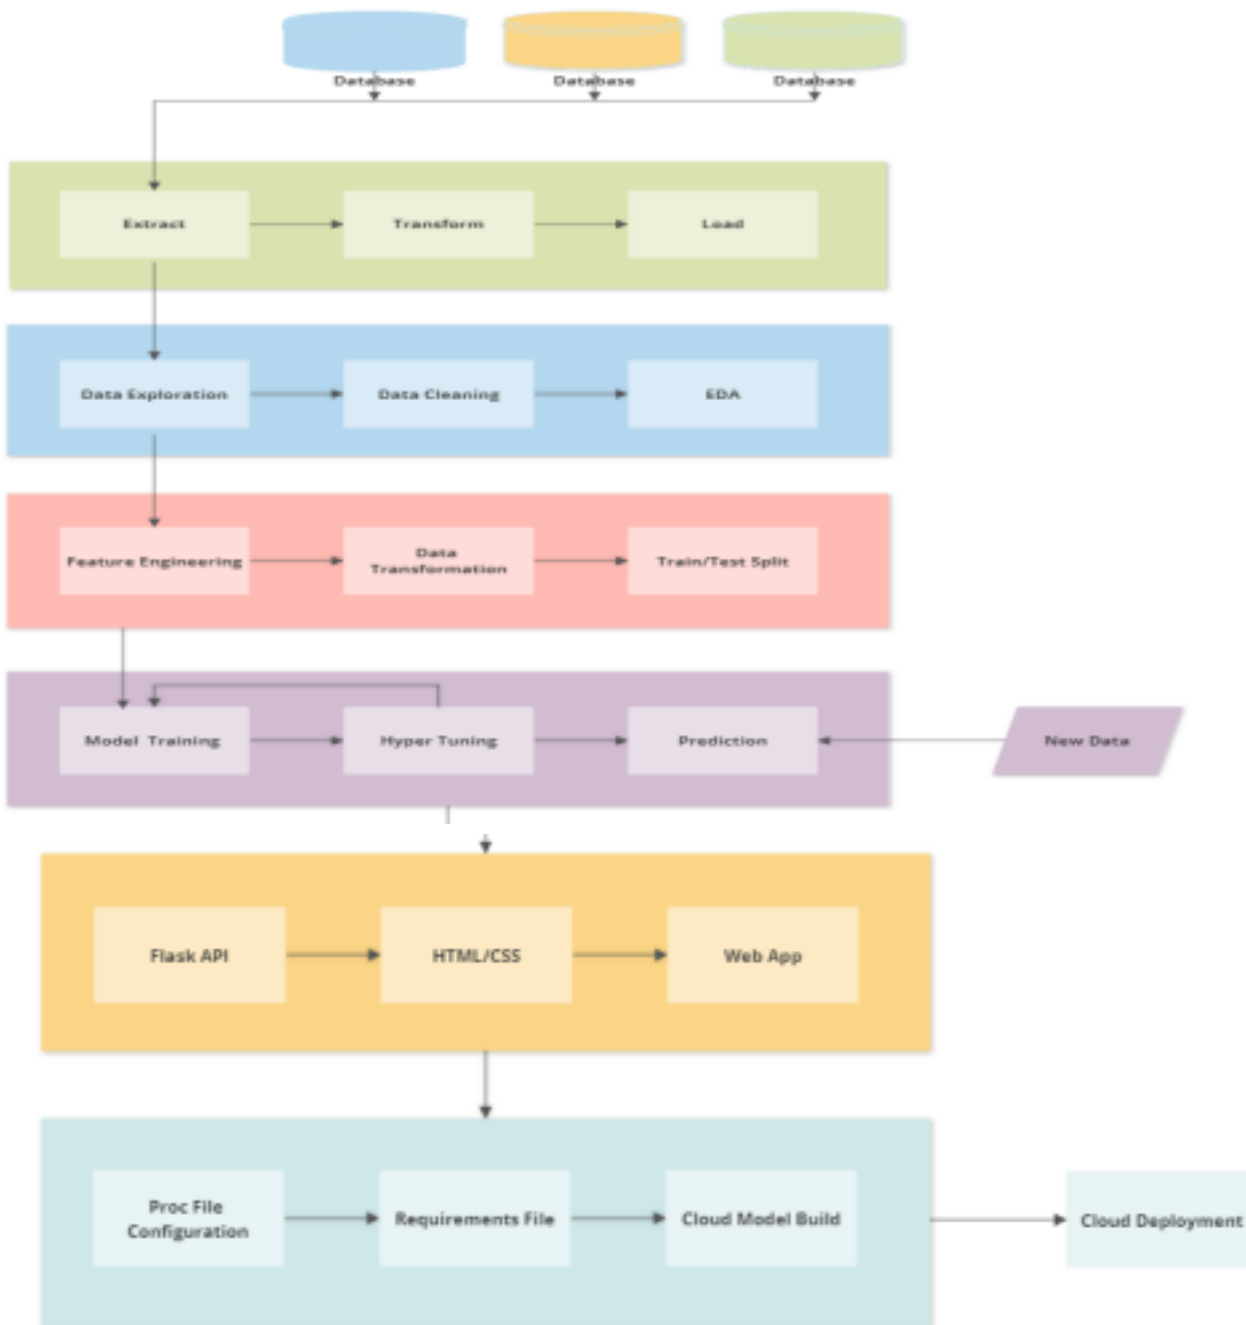 Database
Database
Database
Extract
Transform
Load
Data Exploration
Data Cleaning
EDA
Feature Engineering
Data
Transformation
Train/Test Split
Model Training
Hyper Tuning
Prediction
New Data
Flask API
HTML/CSS
Web App
Proc File
Configuration
Requirements File
Cloud Model Build
Cloud Deployment